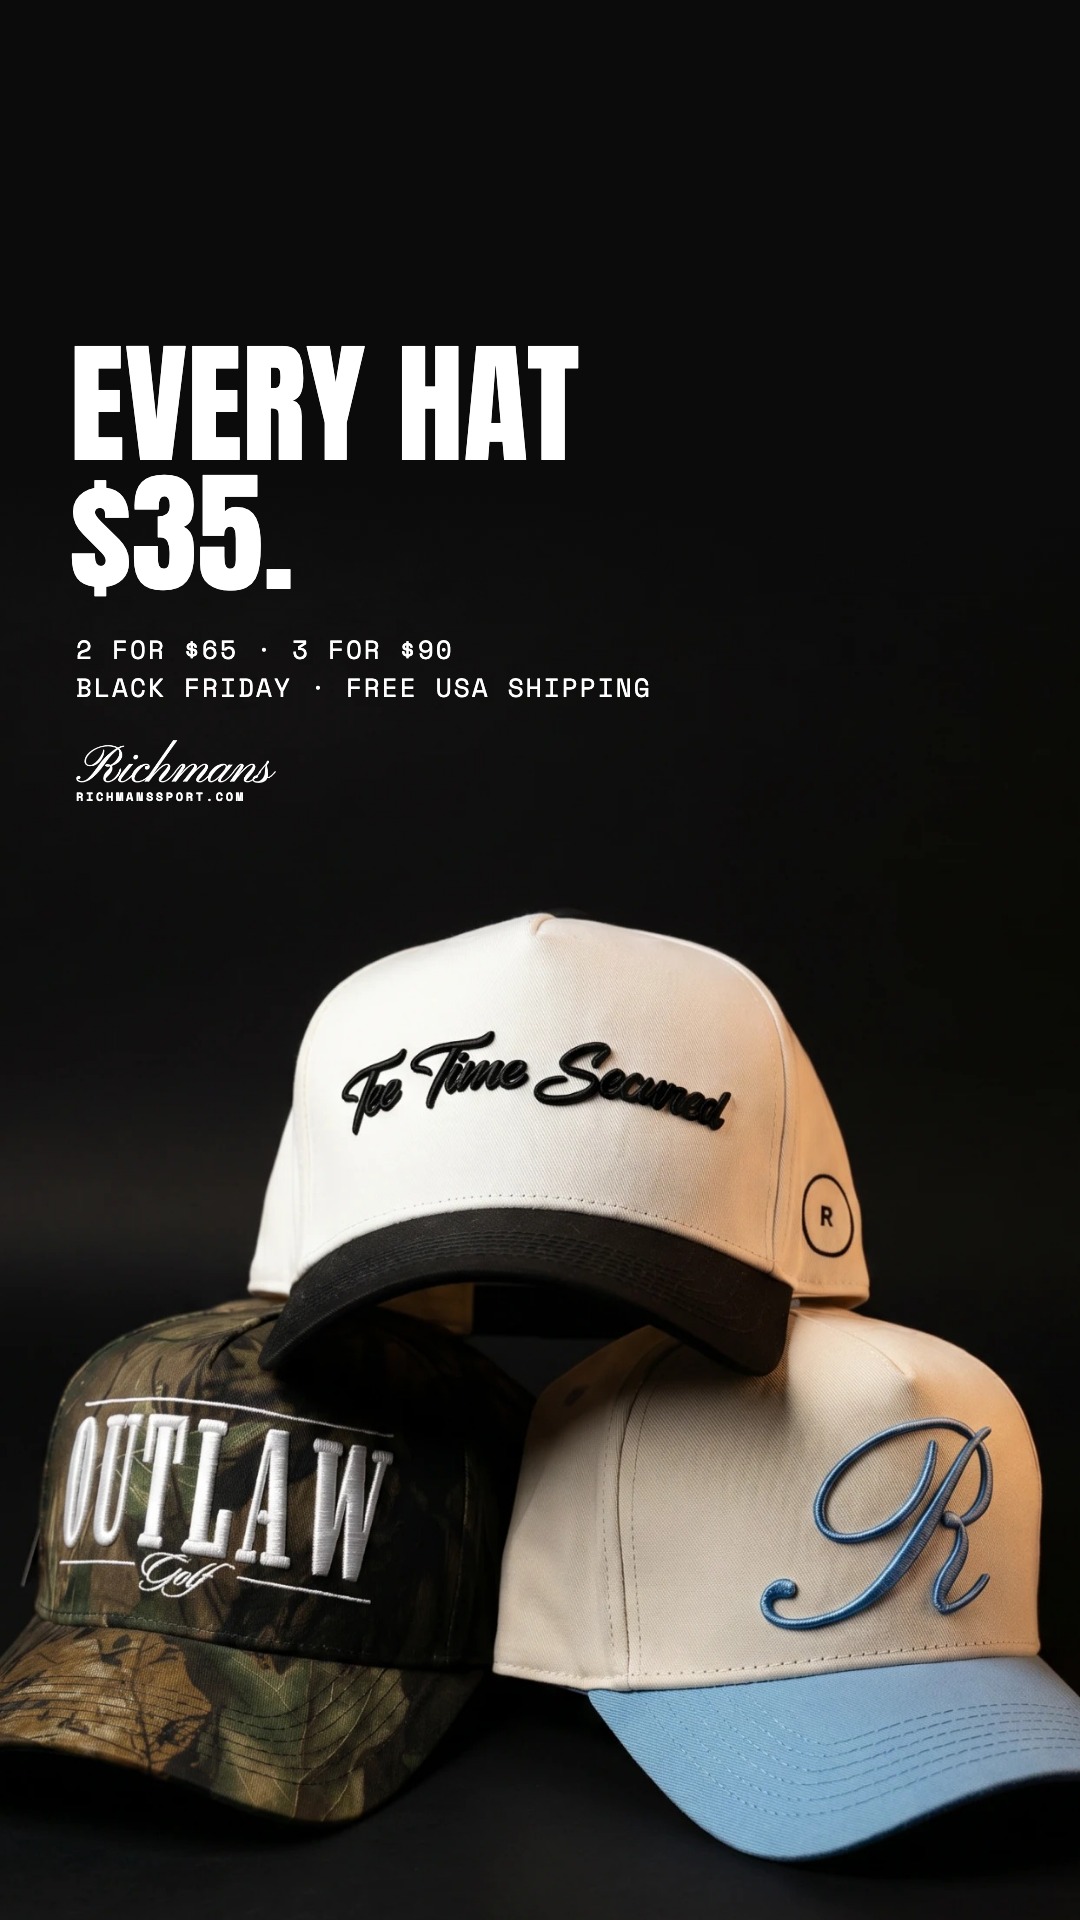 EVERY HAT
$35.
2 FOR $65 · 3 FOR $90
BLACK FRIDAY · FREE USA SHIPPING
Richmans
RICHMANSSPORT.COM
Tee Time Secured
R
OUTLAW
Golf
R